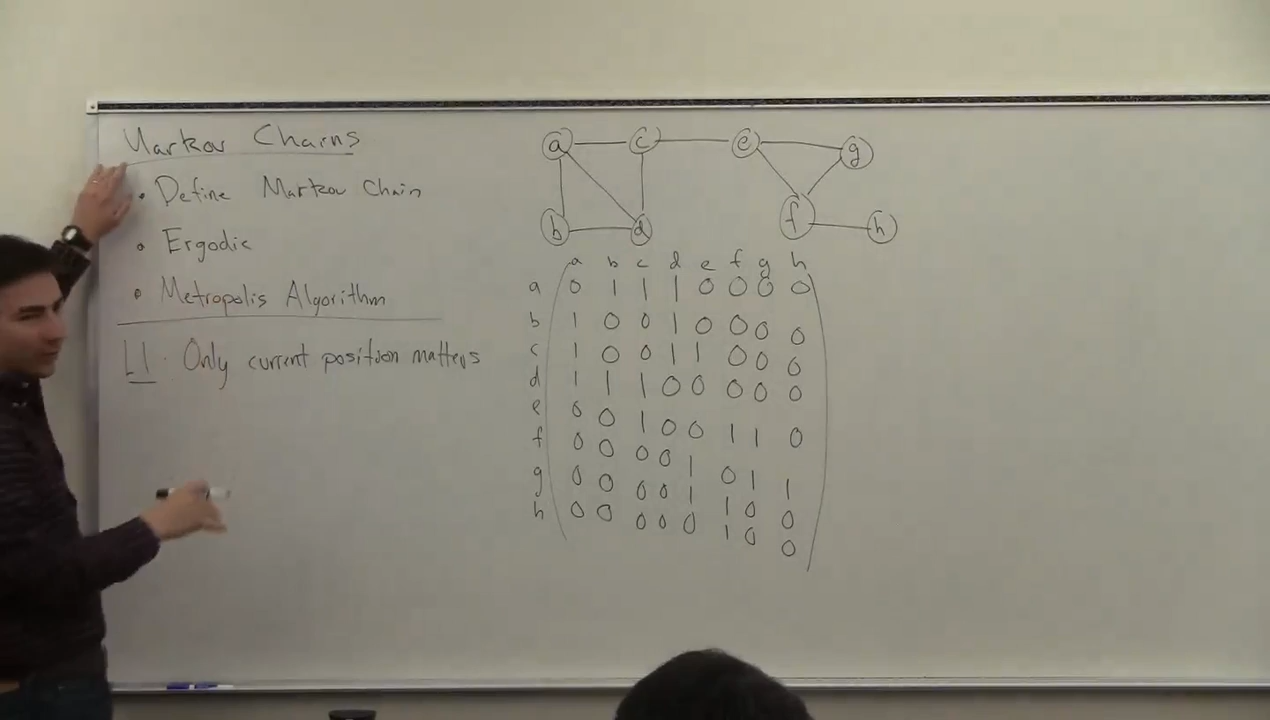 Markov Chains
• Define Markov Chain
• Ergodic
• Metropolis Algorithm
L1: Only current position matters
a c e g
b d f h
a b c d e f g h
a 0 1 1 1 0 0 0 0
b 1 0 0 1 0 0 0 0
c 1 0 0 1 1 0 0 0
d 1 1 1 0 0 0 0 0
e 0 0 1 0 0 1 1 0
f 0 0 0 0 1 0 1 1
g 0 0 0 0 1 1 0 0
h 0 0 0 0 0 1 0 0